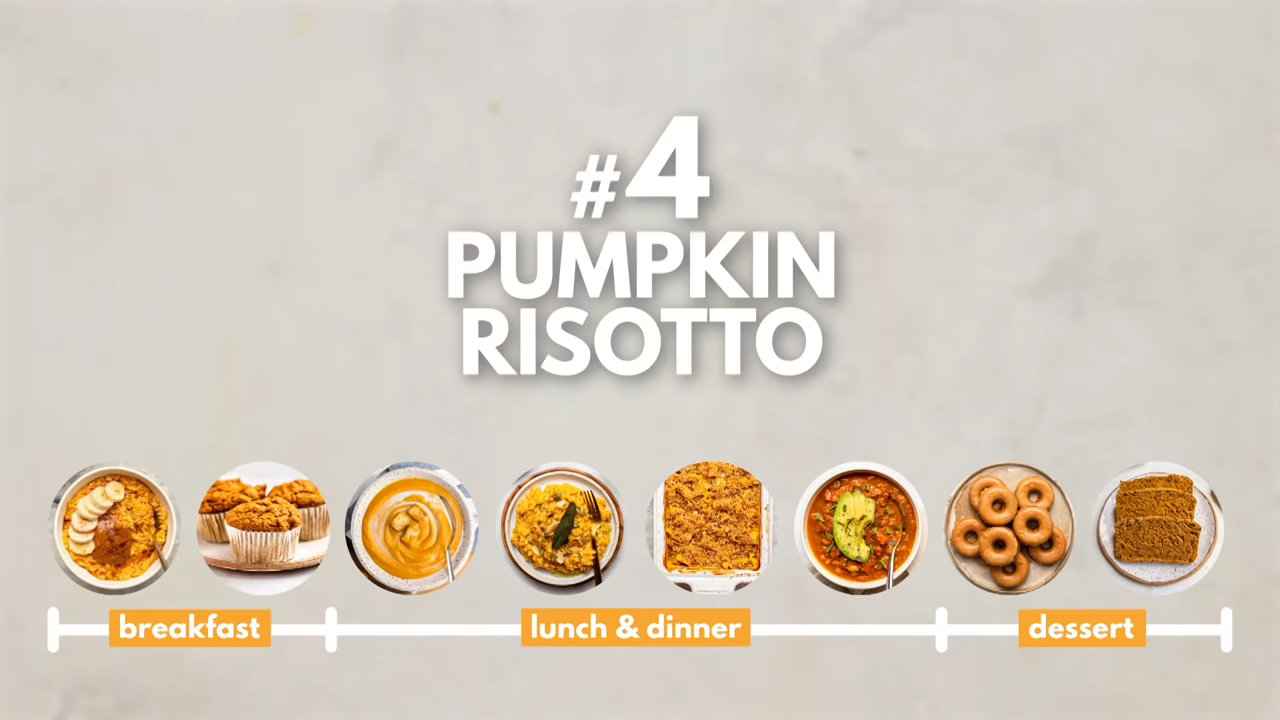 #4
PUMPKIN
RISOTTO
breakfast
lunch & dinner
dessert